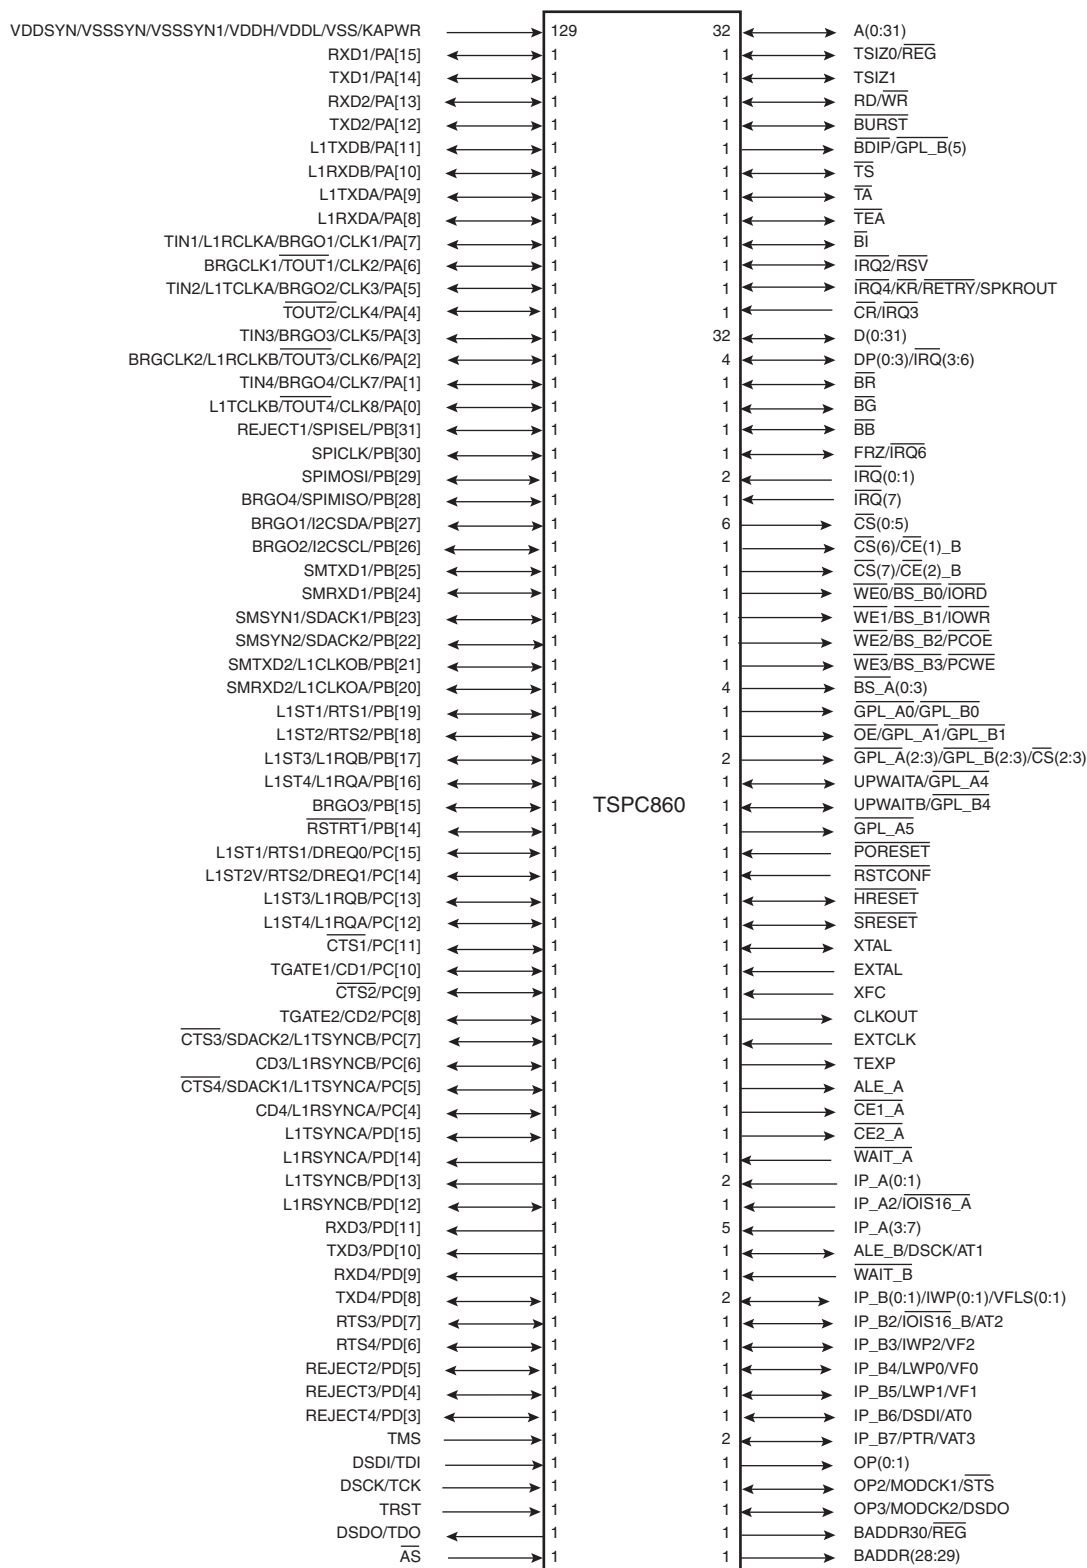 VDDSYN/VSSSYN/VSSSYN1/VDDH/VDDL/VSS/KAPWR 129 32 A(0:31)
RXD1/PA[15] 1 1 TSIZ0/REG
TXD1/PA[14] 1 1 TSIZ1
RXD2/PA[13] 1 1 RD/WR
TXD2/PA[12] 1 1 BURST
L1TXDB/PA[11] 1 1 BDIP/GPL_B(5)
L1RXDB/PA[10] 1 1 TS
L1TXDA/PA[9] 1 1 TA
L1RXDA/PA[8] 1 1 TEA
TIN1/L1RCLKA/BRGO1/CLK1/PA[7] 1 1 BI
BRGCLK1/TOUT1/CLK2/PA[6] 1 1 IRQ2/RSV
TIN2/L1TCLKA/BRGO2/CLK3/PA[5] 1 1 IRQ4/KR/RETRY/SPKROUT
TOUT2/CLK4/PA[4] 1 1 CR/IRQ3
TIN3/BRGO3/CLK5/PA[3] 1 32 D(0:31)
BRGCLK2/L1RCLKB/TOUT3/CLK6/PA[2] 1 4 DP(0:3)/IRQ(3:6)
TIN4/BRGO4/CLK7/PA[1] 1 1 BR
L1TCLKB/TOUT4/CLK8/PA[0] 1 1 BG
REJECT1/SPISEL/PB[31] 1 1 BB
SPICLK/PB[30] 1 1 FRZ/IRQ6
SPIMOSI/PB[29] 1 2 IRQ(0:1)
BRGO4/SPIMISO/PB[28] 1 1 IRQ(7)
BRGO1/I2CSDA/PB[27] 1 6 CS(0:5)
BRGO2/I2CSCL/PB[26] 1 1 CS(6)/CE(1)_B
SMTXD1/PB[25] 1 1 CS(7)/CE(2)_B
SMRXD1/PB[24] 1 1 WE0/BS_B0/IORD
SMSYN1/SDACK1/PB[23] 1 1 WE1/BS_B1/IOWR
SMSYN2/SDACK2/PB[22] 1 1 WE2/BS_B2/PCOE
SMTXD2/L1CLKOB/PB[21] 1 1 WE3/BS_B3/PCWE
SMRXD2/L1CLKOA/PB[20] 1 4 BS_A(0:3)
L1ST1/RTS1/PB[19] 1 1 GPL_A0/GPL_B0
L1ST2/RTS2/PB[18] 1 1 OE/GPL_A1/GPL_B1
L1ST3/L1RQB/PB[17] 1 2 GPL_A(2:3)/GPL_B(2:3)/CS(2:3)
L1ST4/L1RQA/PB[16] 1 1 UPWAITA/GPL_A4
BRGO3/PB[15] 1 TSPC860 1 UPWAITB/GPL_B4
RSTRT1/PB[14] 1 1 GPL_A5
L1ST1/RTS1/DREQ0/PC[15] 1 1 PORESET
L1ST2V/RTS2/DREQ1/PC[14] 1 1 RSTCONF
L1ST3/L1RQB/PC[13] 1 1 HRESET
L1ST4/L1RQA/PC[12] 1 1 SRESET
CTS1/PC[11] 1 1 XTAL
TGATE1/CD1/PC[10] 1 1 EXTAL
CTS2/PC[9] 1 1 XFC
TGATE2/CD2/PC[8] 1 1 CLKOUT
CTS3/SDACK2/L1TSYNCB/PC[7] 1 1 EXTCLK
CD3/L1RSYNCB/PC[6] 1 1 TEXP
CTS4/SDACK1/L1TSYNCA/PC[5] 1 1 ALE_A
CD4/L1RSYNCA/PC[4] 1 1 CE1_A
L1TSYNCA/PD[15] 1 1 CE2_A
L1RSYNCA/PD[14] 1 1 WAIT_A
L1TSYNCB/PD[13] 1 2 IP_A(0:1)
L1RSYNCB/PD[12] 1 1 IP_A2/IOIS16_A
RXD3/PD[11] 1 5 IP_A(3:7)
TXD3/PD[10] 1 1 ALE_B/DSCK/AT1
RXD4/PD[9] 1 1 WAIT_B
TXD4/PD[8] 1 2 IP_B(0:1)/IWP(0:1)/VFLS(0:1)
RTS3/PD[7] 1 1 IP_B2/IOIS16_B/AT2
RTS4/PD[6] 1 1 IP_B3/IWP2/VF2
REJECT2/PD[5] 1 1 IP_B4/LWP0/VF0
REJECT3/PD[4] 1 1 IP_B5/LWP1/VF1
REJECT4/PD[3] 1 1 IP_B6/DSDI/AT0
TMS 1 2 IP_B7/PTR/VAT3
DSDI/TDI 1 1 OP(0:1)
DSCK/TCK 1 1 OP2/MODCK1/STS
TRST 1 1 OP3/MODCK2/DSDO
DSDO/TDO 1 1 BADDR30/REG
AS 1 1 BADDR(28:29)